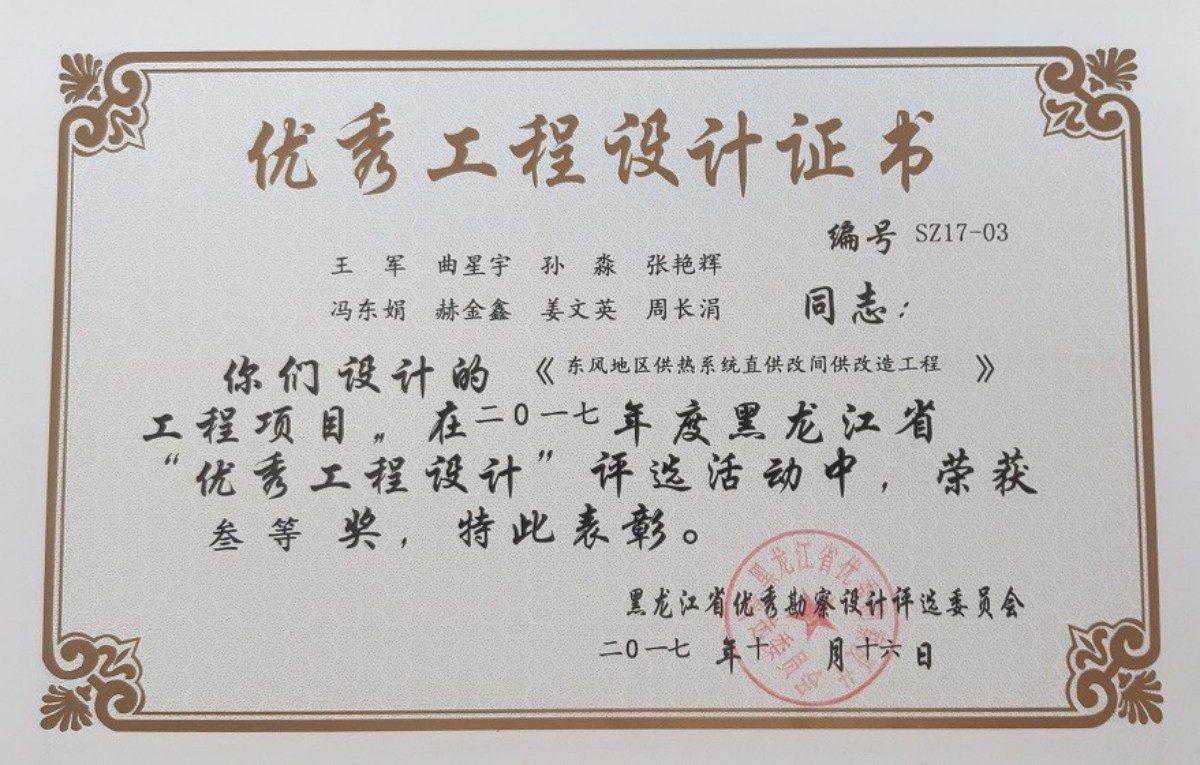 优秀工程设计证书
编号 SZ17-03
王 军 曲星宇 孙 淼 张艳辉
冯东娟 赫金鑫 姜文英 周长涓 同志：
你们设计的《东风地区供热系统直供改间供改造工程》
工程项目，在二0一七年度黑龙江省
“优秀工程设计”评选活动中，荣获
叁等奖，特此表彰。
黑龙江省优秀勘察设计评选委员会
二0一七年十 月十六日